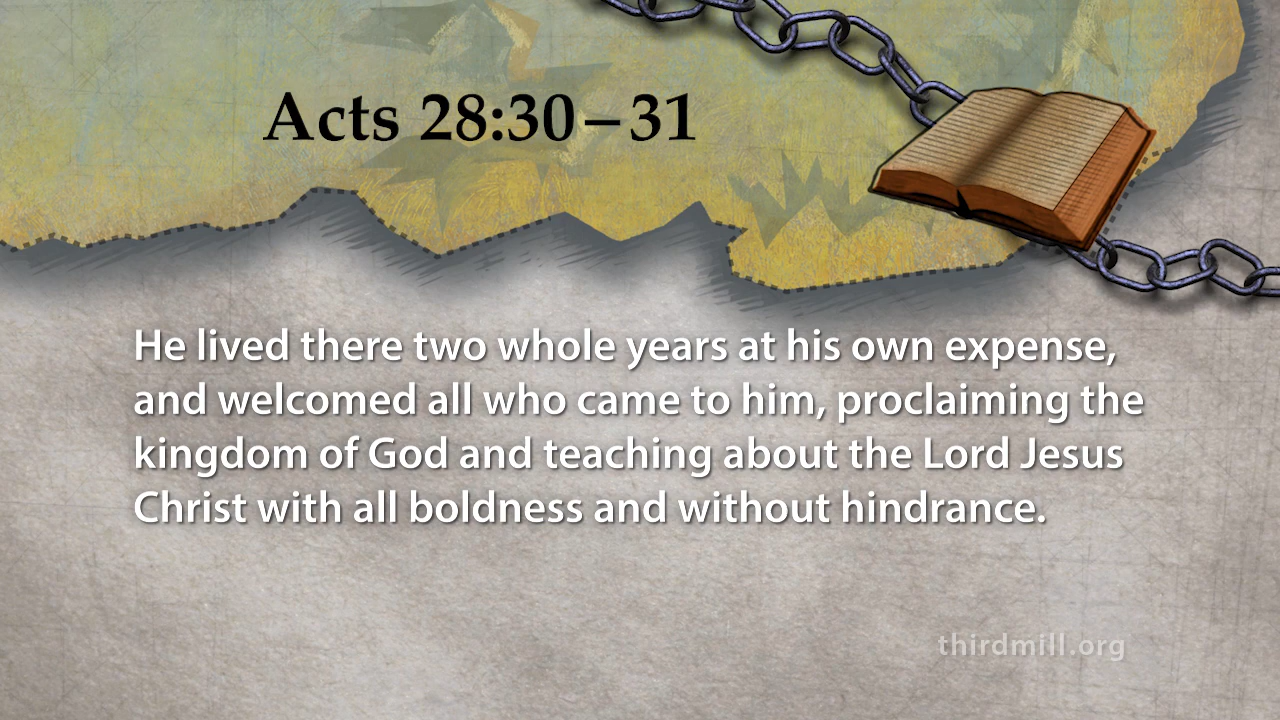 Acts 28:30–31
He lived there two whole years at his own expense,
and welcomed all who came to him, proclaiming the
kingdom of God and teaching about the Lord Jesus
Christ with all boldness and without hindrance.
thirdmill.org